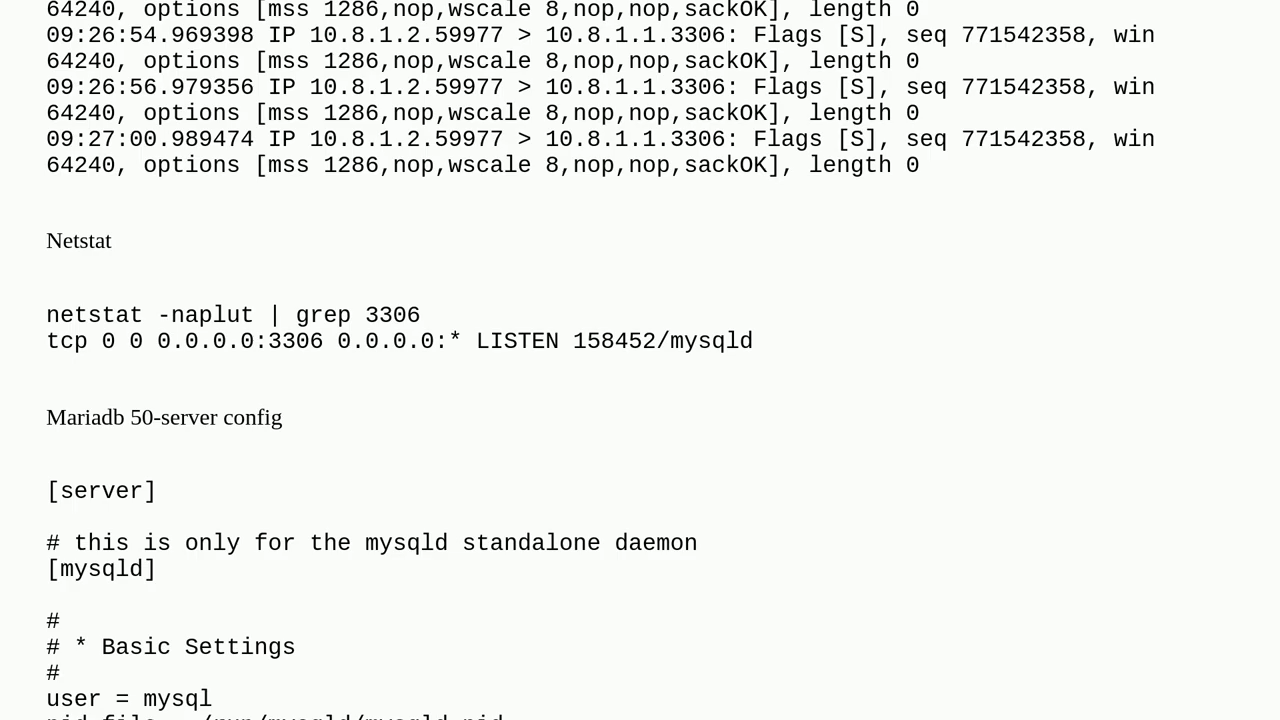 64240, options [mss 1286,nop,wscale 8,nop,nop,sackOK], length 0
09:26:54.969398 IP 10.8.1.2.59977 > 10.8.1.1.3306: Flags [S], seq 771542358, win
64240, options [mss 1286,nop,wscale 8,nop,nop,sackOK], length 0
09:26:56.979356 IP 10.8.1.2.59977 > 10.8.1.1.3306: Flags [S], seq 771542358, win
64240, options [mss 1286,nop,wscale 8,nop,nop,sackOK], length 0
09:27:00.989474 IP 10.8.1.2.59977 > 10.8.1.1.3306: Flags [S], seq 771542358, win
64240, options [mss 1286,nop,wscale 8,nop,nop,sackOK], length 0
Netstat
netstat -naplut | grep 3306
tcp 0 0 0.0.0.0:3306 0.0.0.0:* LISTEN 158452/mysqld
Mariadb 50-server config
[server]
# this is only for the mysqld standalone daemon
[mysqld]
#
# * Basic Settings
#
user = mysql
pid-file = /run/mysqld/mysqld.pid